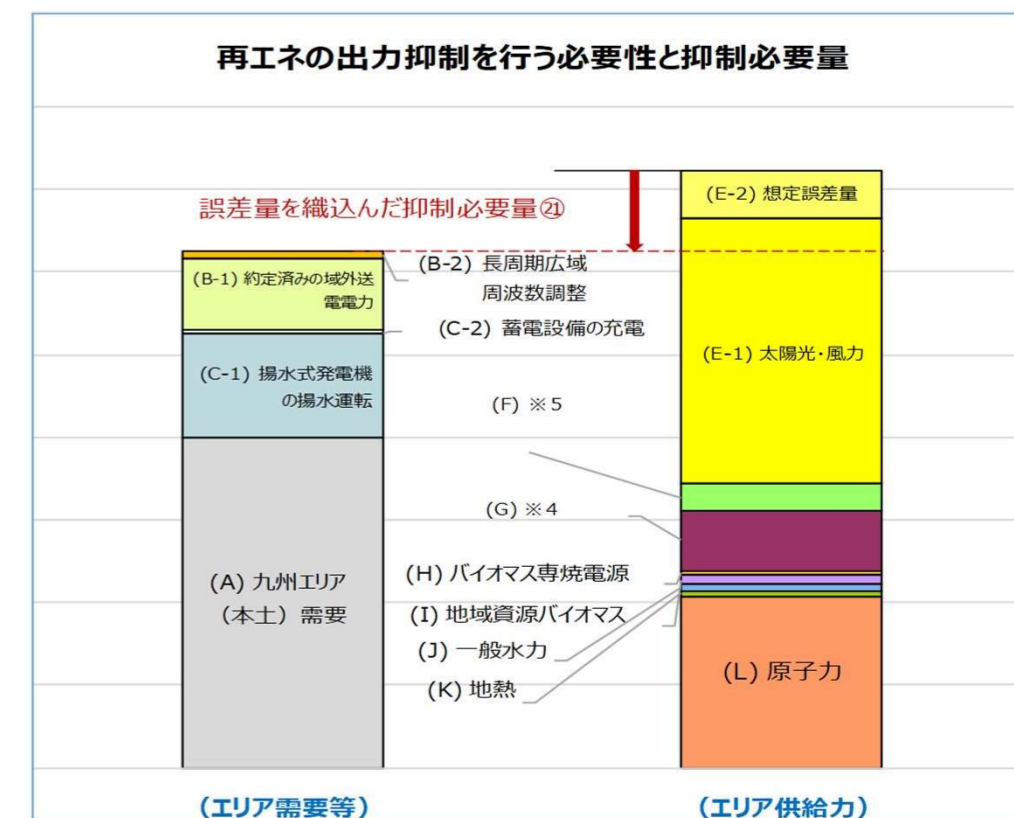 再エネの出力抑制を行う必要性と抑制必要量
誤差量を織込んだ抑制必要量㉑
(B-2) 長周期広域
周波数調整
(B-1) 約定済みの域外送
電電力
(C-2) 蓄電設備の充電
(C-1) 揚水式発電機
の揚水運転
(A) 九州エリア
(本土) 需要
(エリア需要等)
(E-2) 想定誤差量
(E-1) 太陽光・風力
(F) ※5
(G) ※4
(H) バイオマス専焼電源
(I) 地域資源バイオマス
(J) 一般水力
(K) 地熱
(L) 原子力
(エリア供給力)